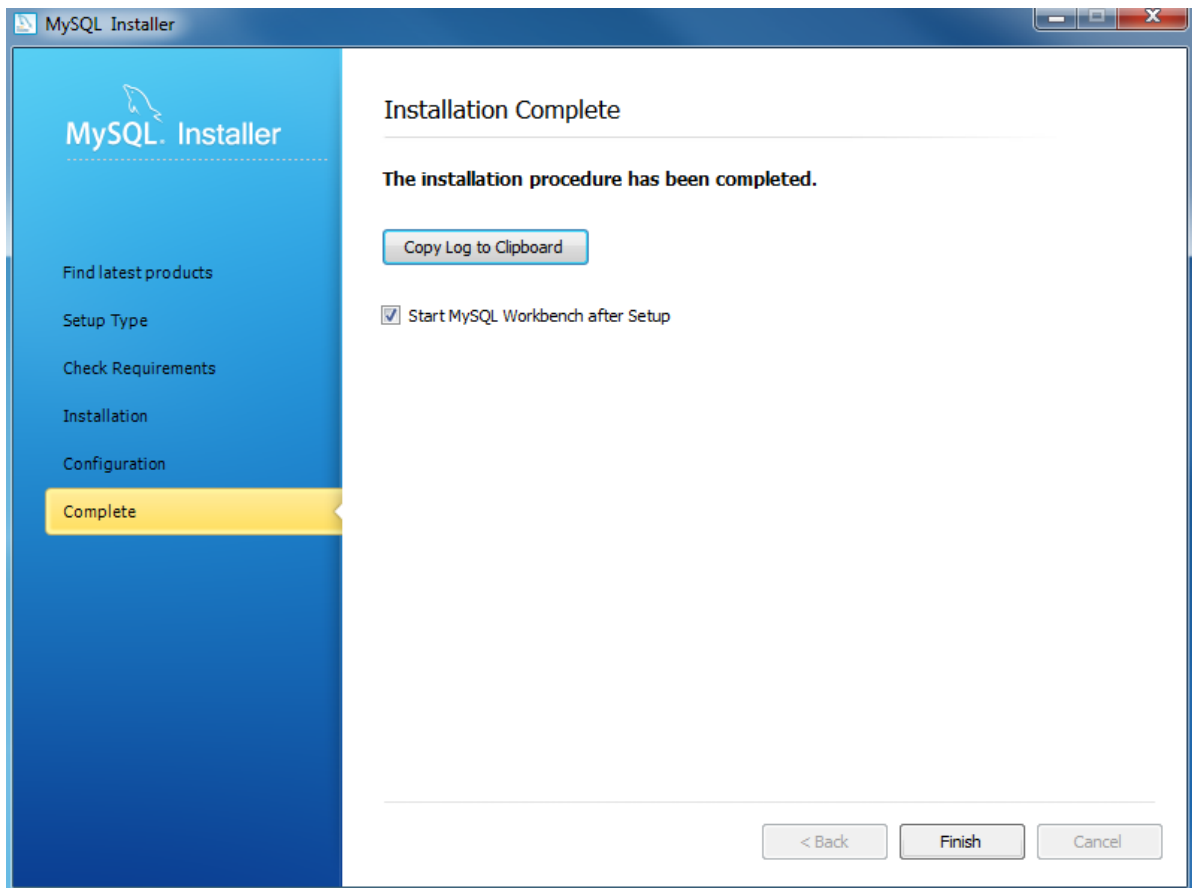 MySQL Installer
MySQL. Installer
Find latest products
Setup Type
Check Requirements
Installation
Configuration
Complete
Installation Complete
The installation procedure has been completed.
Copy Log to Clipboard
Start MySQL Workbench after Setup
< Back
Finish
Cancel